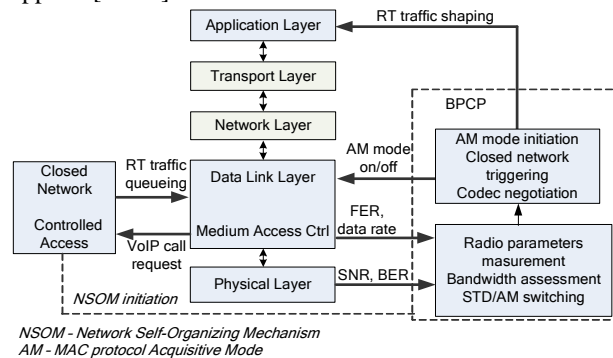 Application Layer
RT traffic shaping
Transport Layer
BPCP
Network Layer
AM mode initiation
Closed network
triggering
Codec negotiation
AM mode
on/off
Closed
Network
Controlled
Access
RT traffic
queueing
Data Link Layer
Medium Access Ctrl
FER,
data rate
VoIP call
request
Radio parameters
masurement
Bandwidth assessment
STD/AM switching
Physical Layer
SNR, BER
NSOM initiation
NSOM - Network Self-Organizing Mechanism
AM - MAC protocol Acquisitive Mode